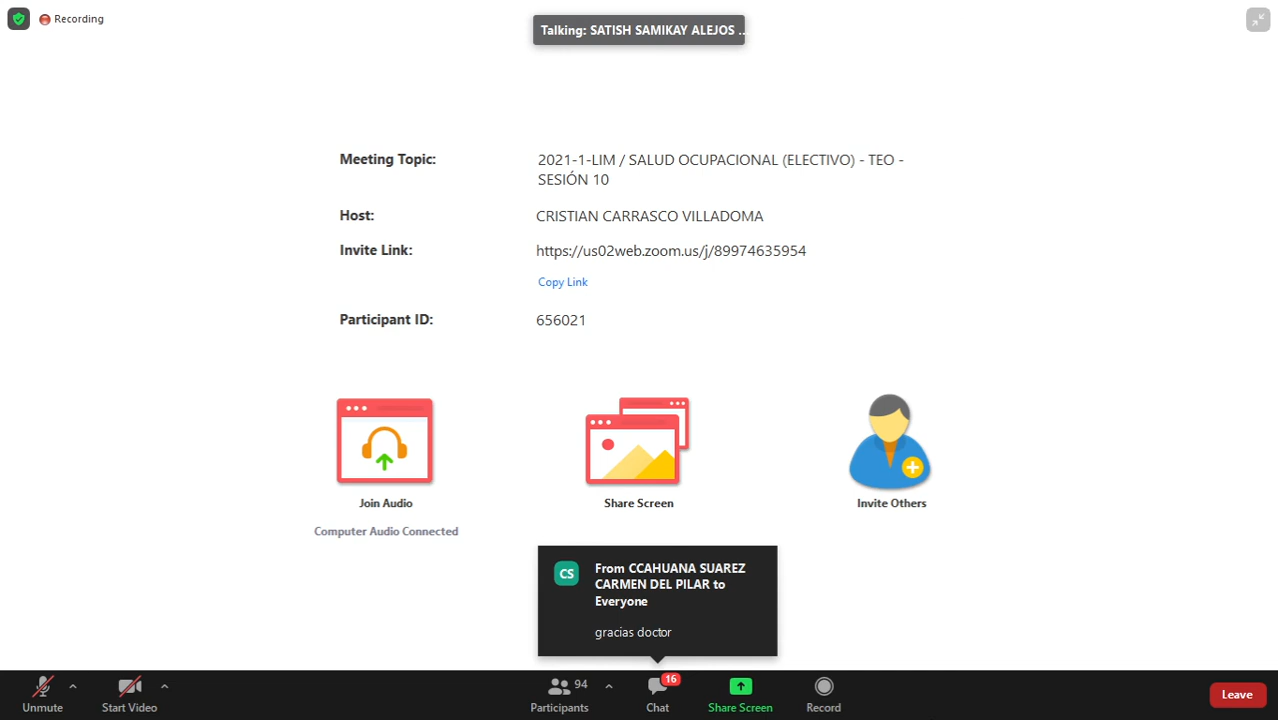 Recording
Talking: SATISH SAMIKAY ALEJOS ...
Meeting Topic:
2021-1-LIM / SALUD OCUPACIONAL (ELECTIVO) - TEO -
SESIÓN 10
Host:
CRISTIAN CARRASCO VILLADOMA
Invite Link:
https://us02web.zoom.us/j/89974635954
Copy Link
Participant ID:
656021
Join Audio
Share Screen
Invite Others
Computer Audio Connected
CS
From CCAHUANA SUAREZ
CARMEN DEL PILAR to
Everyone
gracias doctor
Unmute
Start Video
94
Participants
16
Chat
Share Screen
Record
Leave